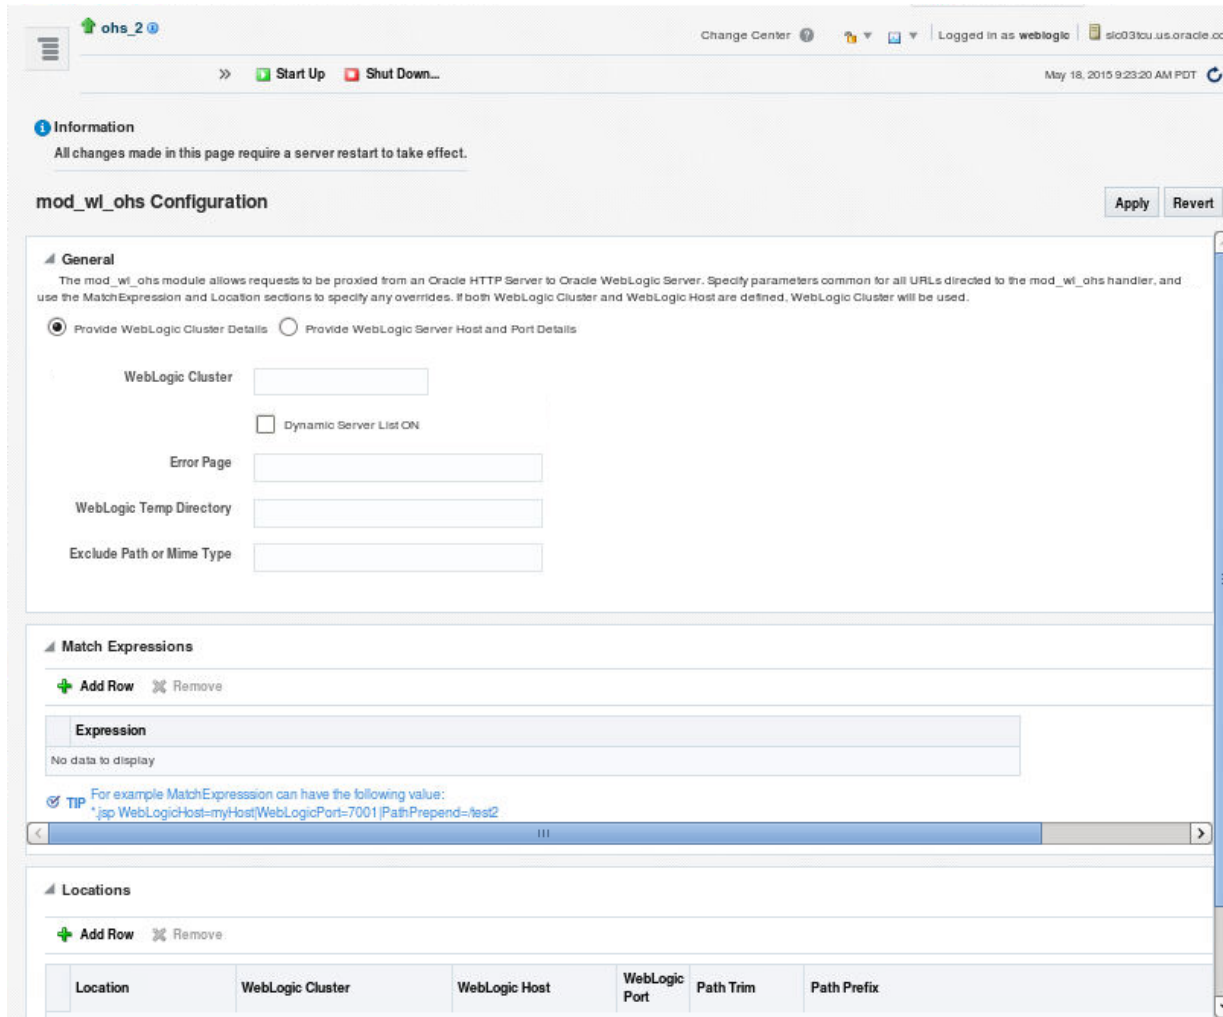 ohs_2
Change Center
Logged in as weblogic
slc03tcu.us.oracle.co
Start Up Shut Down...
May 18, 2015 9:23:20 AM PDT
Information
All changes made in this page require a server restart to take effect.
mod_wl_ohs Configuration
Apply Revert
General
The mod_wl_ohs module allows requests to be proxied from an Oracle HTTP Server to Oracle WebLogic Server. Specify parameters common for all URLs directed to the mod_wl_ohs handler, and
use the MatchExpression and Location sections to specify any overrides. If both WebLogic Cluster and WebLogic Host are defined, WebLogic Cluster will be used.
Provide WebLogic Cluster Details Provide WebLogic Server Host and Port Details
WebLogic Cluster
Dynamic Server List ON
Error Page
WebLogic Temp Directory
Exclude Path or Mime Type
Match Expressions
Add Row Remove
Expression
No data to display
TIP For example MatchExpresssion can have the following value:
*.jsp WebLogicHost=myHost|WebLogicPort=7001|PathPrepend=/test2
Locations
Add Row Remove
Location WebLogic Cluster WebLogic Host WebLogic Port Path Trim Path Prefix